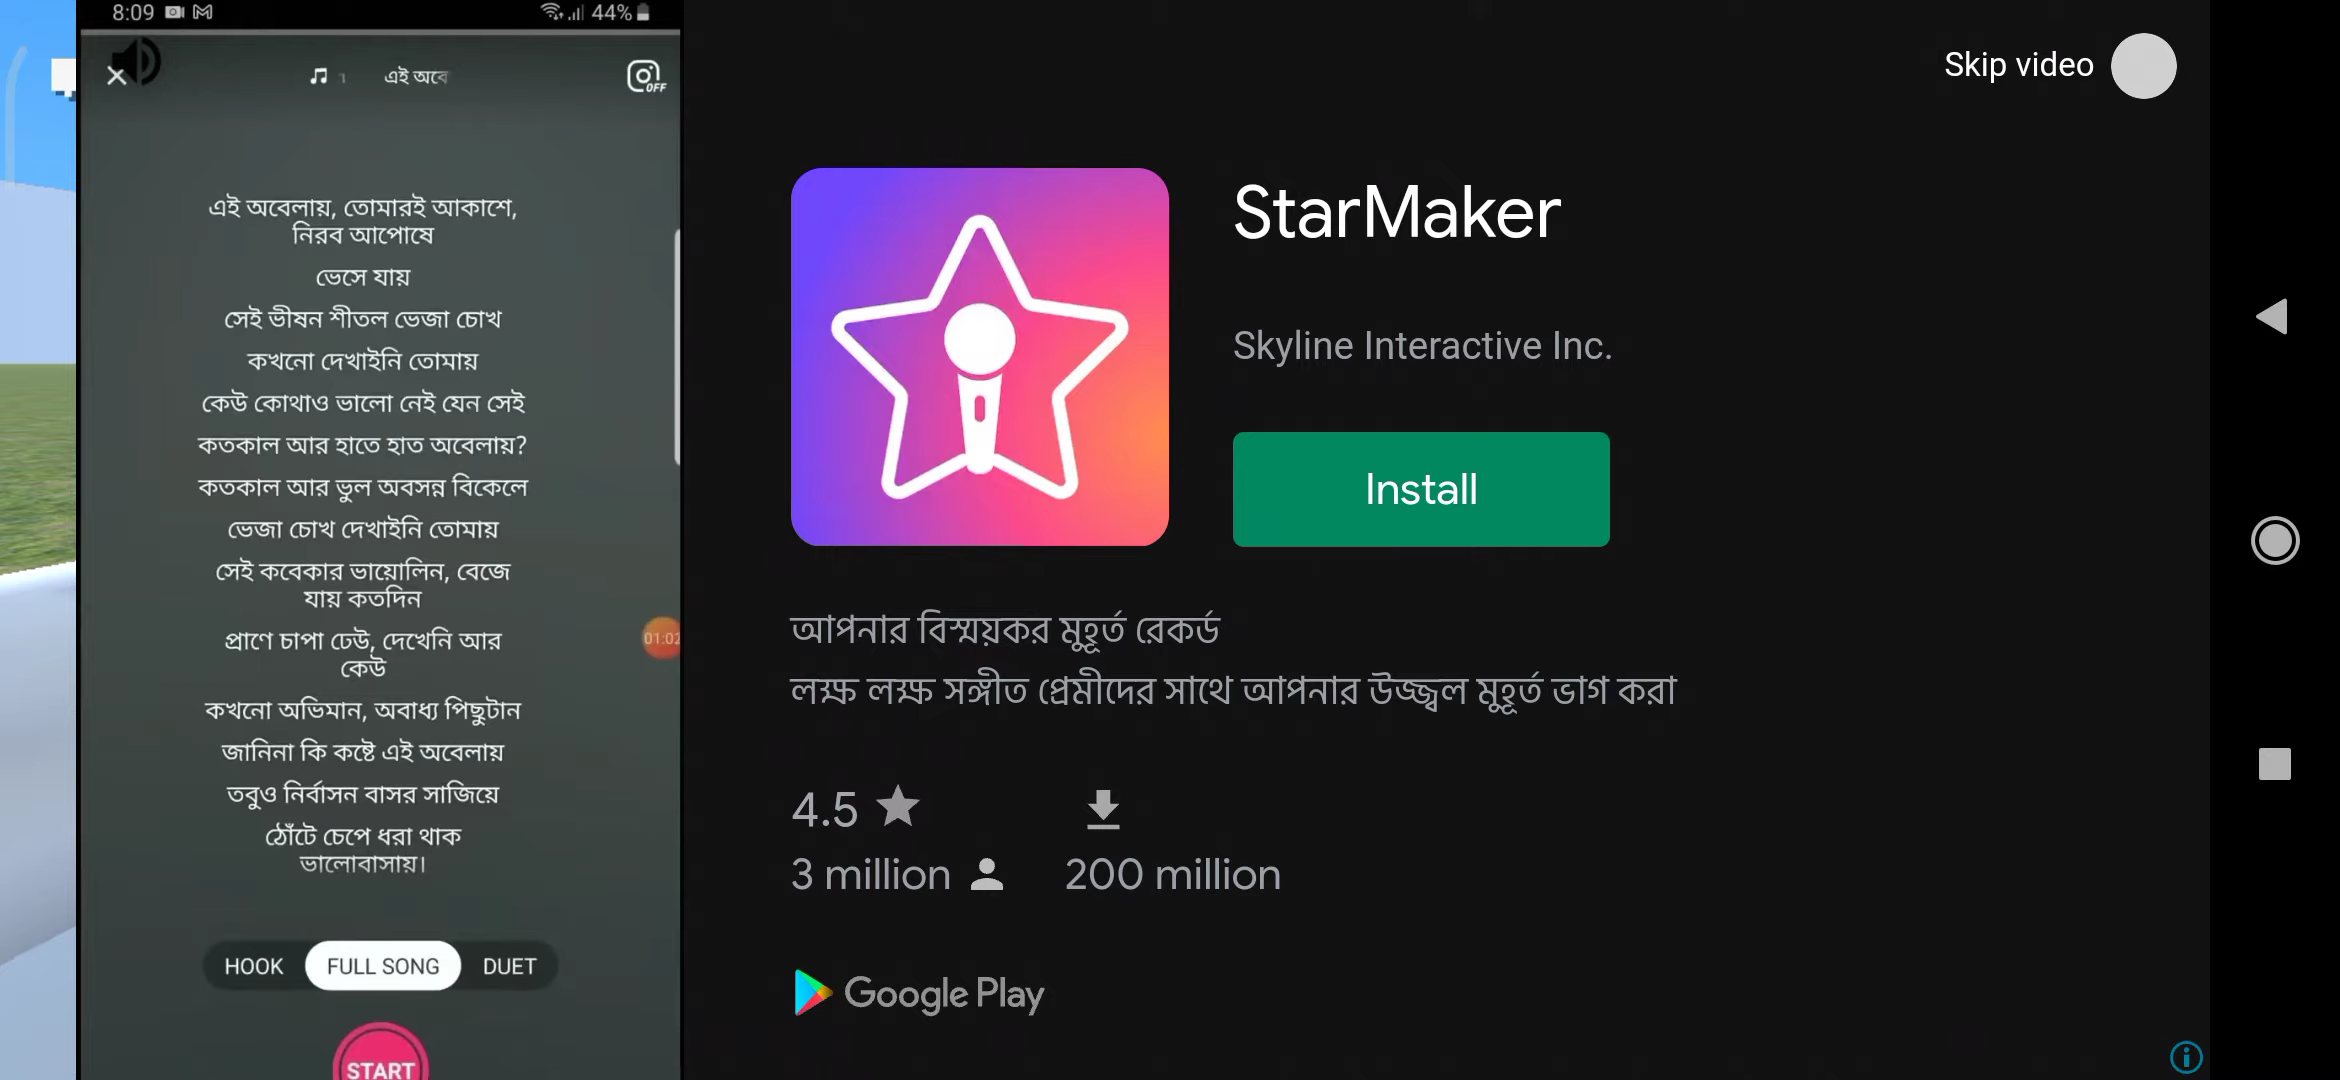 8:09
44%
এই অবে
OFF
এই অবেলায়, তোমারই আকাশে,
নিরব আপোষে
ভেসে যায়
সেই ভীষন শীতল ভেজা চোখ
কখনো দেখাইনি তোমায়
কেউ কোথাও ভালো নেই যেন সেই
কতকাল আর হাতে হাত অবেলায়?
কতকাল আর ভুল অবসন্ন বিকেলে
ভেজা চোখ দেখাইনি তোমায়
সেই কবেকার ভায়োলিন, বেজে
যায় কতদিন
প্রাণে চাপা ঢেউ, দেখেনি আর
কেউ
কখনো অভিমান, অবাধ্য পিছুটান
জানিনা কি কষ্টে এই অবেলায়
তবুও নির্বাসন বাসর সাজিয়ে
ঠোঁটে চেপে ধরা থাক
ভালোবাসায়।
01:02
HOOK FULL SONG DUET
START
Skip video
StarMaker
Skyline Interactive Inc.
Install
আপনার বিস্ময়কর মুহূর্ত রেকর্ড
লক্ষ লক্ষ সঙ্গীত প্রেমীদের সাথে আপনার উজ্জ্বল মুহূর্ত ভাগ করা
4.5
3 million 200 million
Google Play